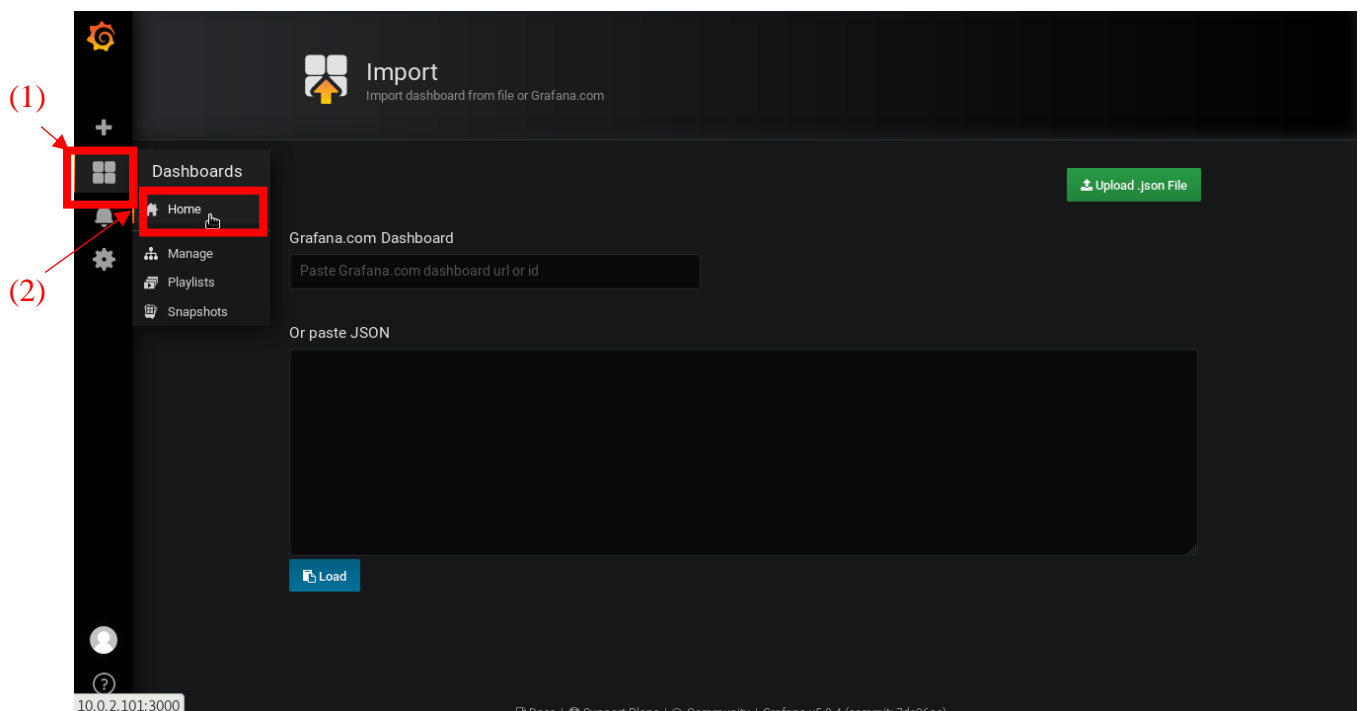 Import
Import dashboard from file or Grafana.com
(1)
Dashboards
Upload .json File
Home
Grafana.com Dashboard
Manage
Paste Grafana.com dashboard url or id
Playlists
(2)
Snapshots
Or paste JSON
Load
10.0.2.101:3000